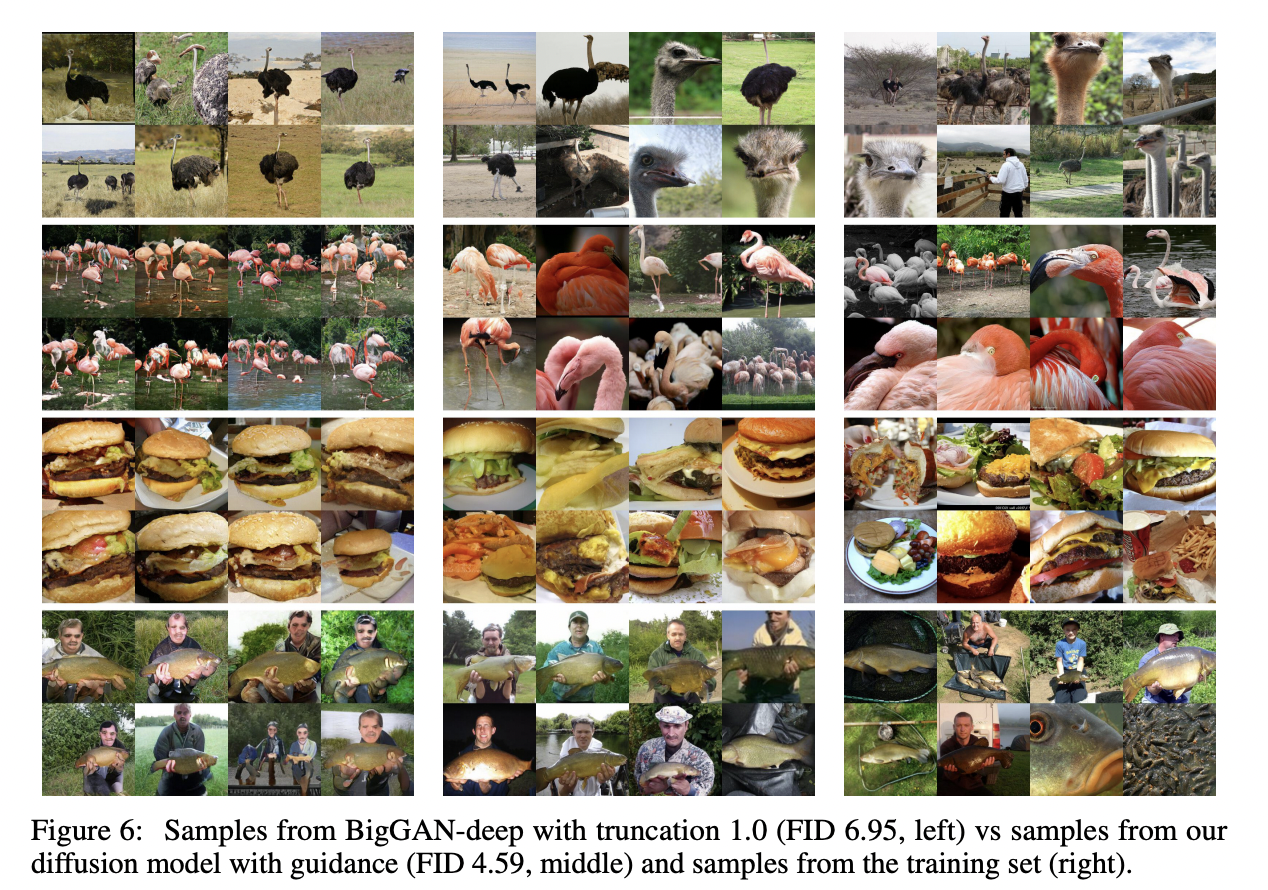 Figure 6: Samples from BigGAN-deep with truncation 1.0 (FID 6.95, left) vs samples from our
diffusion model with guidance (FID 4.59, middle) and samples from the training set (right).